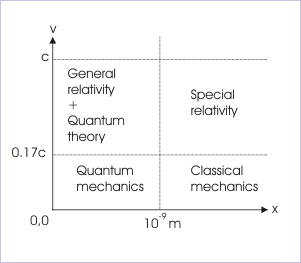 v
c
General
relativity
+
Quantum
theory
Special
relativity
0.17c
Quantum
mechanics
Classical
mechanics
0,0
10⁻⁹ m
x